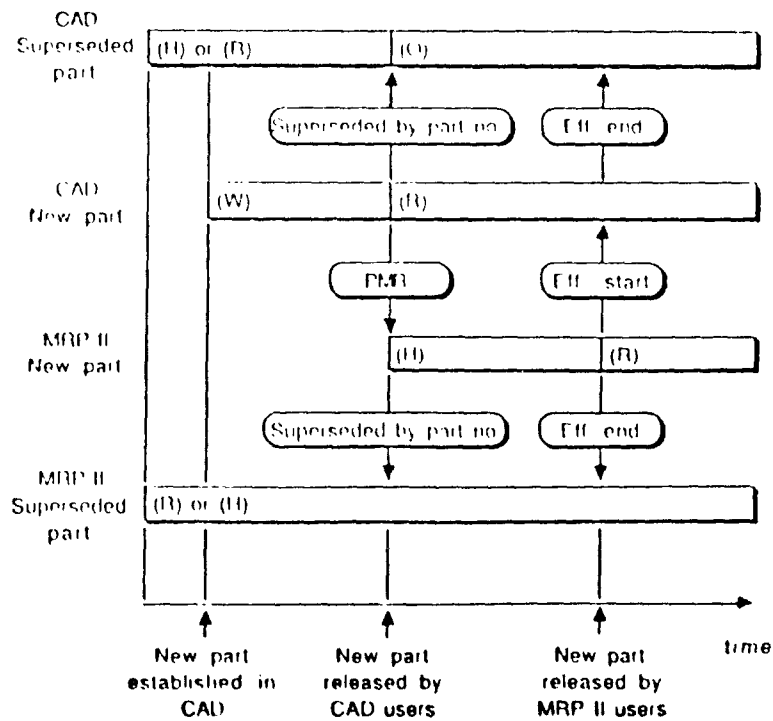 CAD
Superseded
part
(H) or (R)
(O)
Superseded by part no.
Eff. end
CAD
New part
(W)
(R)
PMR
Eff. start
MRP II
New part
(H)
(R)
Superseded by part no.
Eff. end
MRP II
Superseded
part
(R) or (H)
time
New part
established in
CAD
New part
released by
CAD users
New part
released by
MRP II users